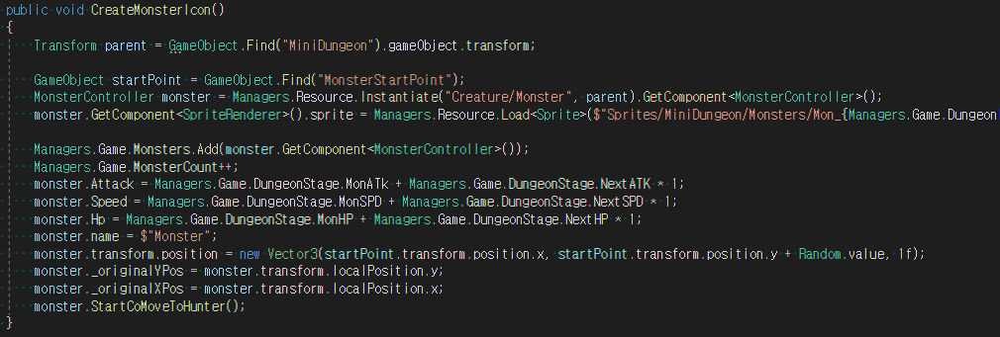 public void CreateMonsterIcon()
{
Transform parent = GameObject.Find("MiniDungeon").gameObject.transform;
GameObject startPoint = GameObject.Find("MonsterStartPoint");
MonsterController monster = Managers.Resource.Instantiate("Creature/Monster", parent).GetComponent<MonsterController>();
monster.GetComponent<SpriteRenderer>().sprite = Managers.Resource.Load<Sprite>($"Sprites/MiniDungeon/Monsters/Mon_{Managers.Game.Dungeon
Managers.Game.Monsters.Add(monster.GetComponent<MonsterController>());
Managers.Game.MonsterCount++;
monster.Attack = Managers.Game.DungeonStage.MonATk + Managers.Game.DungeonStage.NextATK * 1;
monster.Speed = Managers.Game.DungeonStage.MonSPD + Managers.Game.DungeonStage.NextSPD * 1;
monster.Hp = Managers.Game.DungeonStage.MonHP + Managers.Game.DungeonStage.NextHP * 1;
monster.name = $"Monster";
monster.transform.position = new Vector3(startPoint.transform.position.x, startPoint.transform.position.y + Random.value, 1f);
monster._originalYPos = monster.transform.localPosition.y;
monster._originalXPos = monster.transform.localPosition.x;
monster.StartCoMoveToHunter();
}